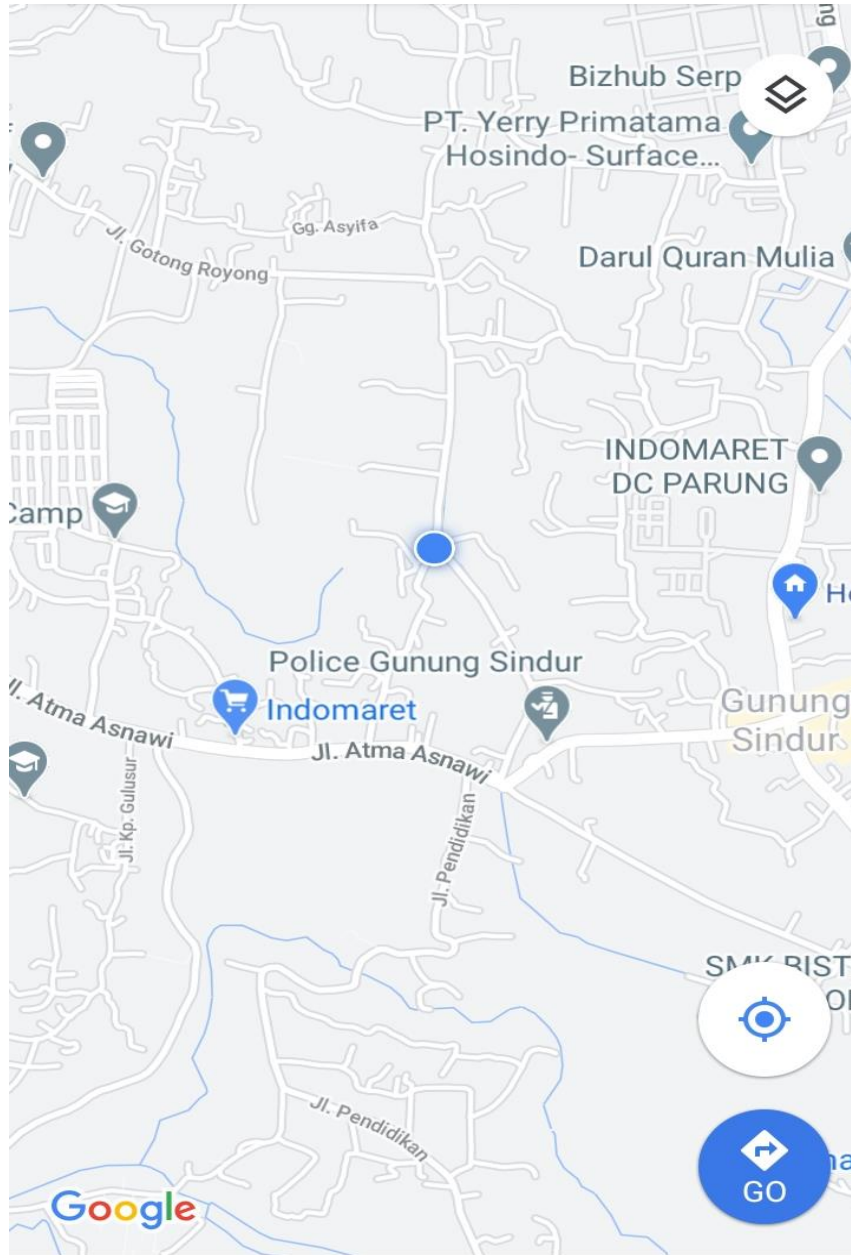 Bizhub Serp
PT. Yerry Primatama
Hosindo- Surface...
Gg. Asyifa
Jl. Gotong Royong
Darul Quran Mulia
INDOMARET
DC PARUNG
Camp
Police Gunung Sindur
Indomaret
Gunung
Sindur
Jl. Atma Asnawi
Jl. Atma Asnawi
Jl. Kp. Gulusur
Jl. Pendidikan
SMK BIST
Jl. Pendidikan
GO
Google